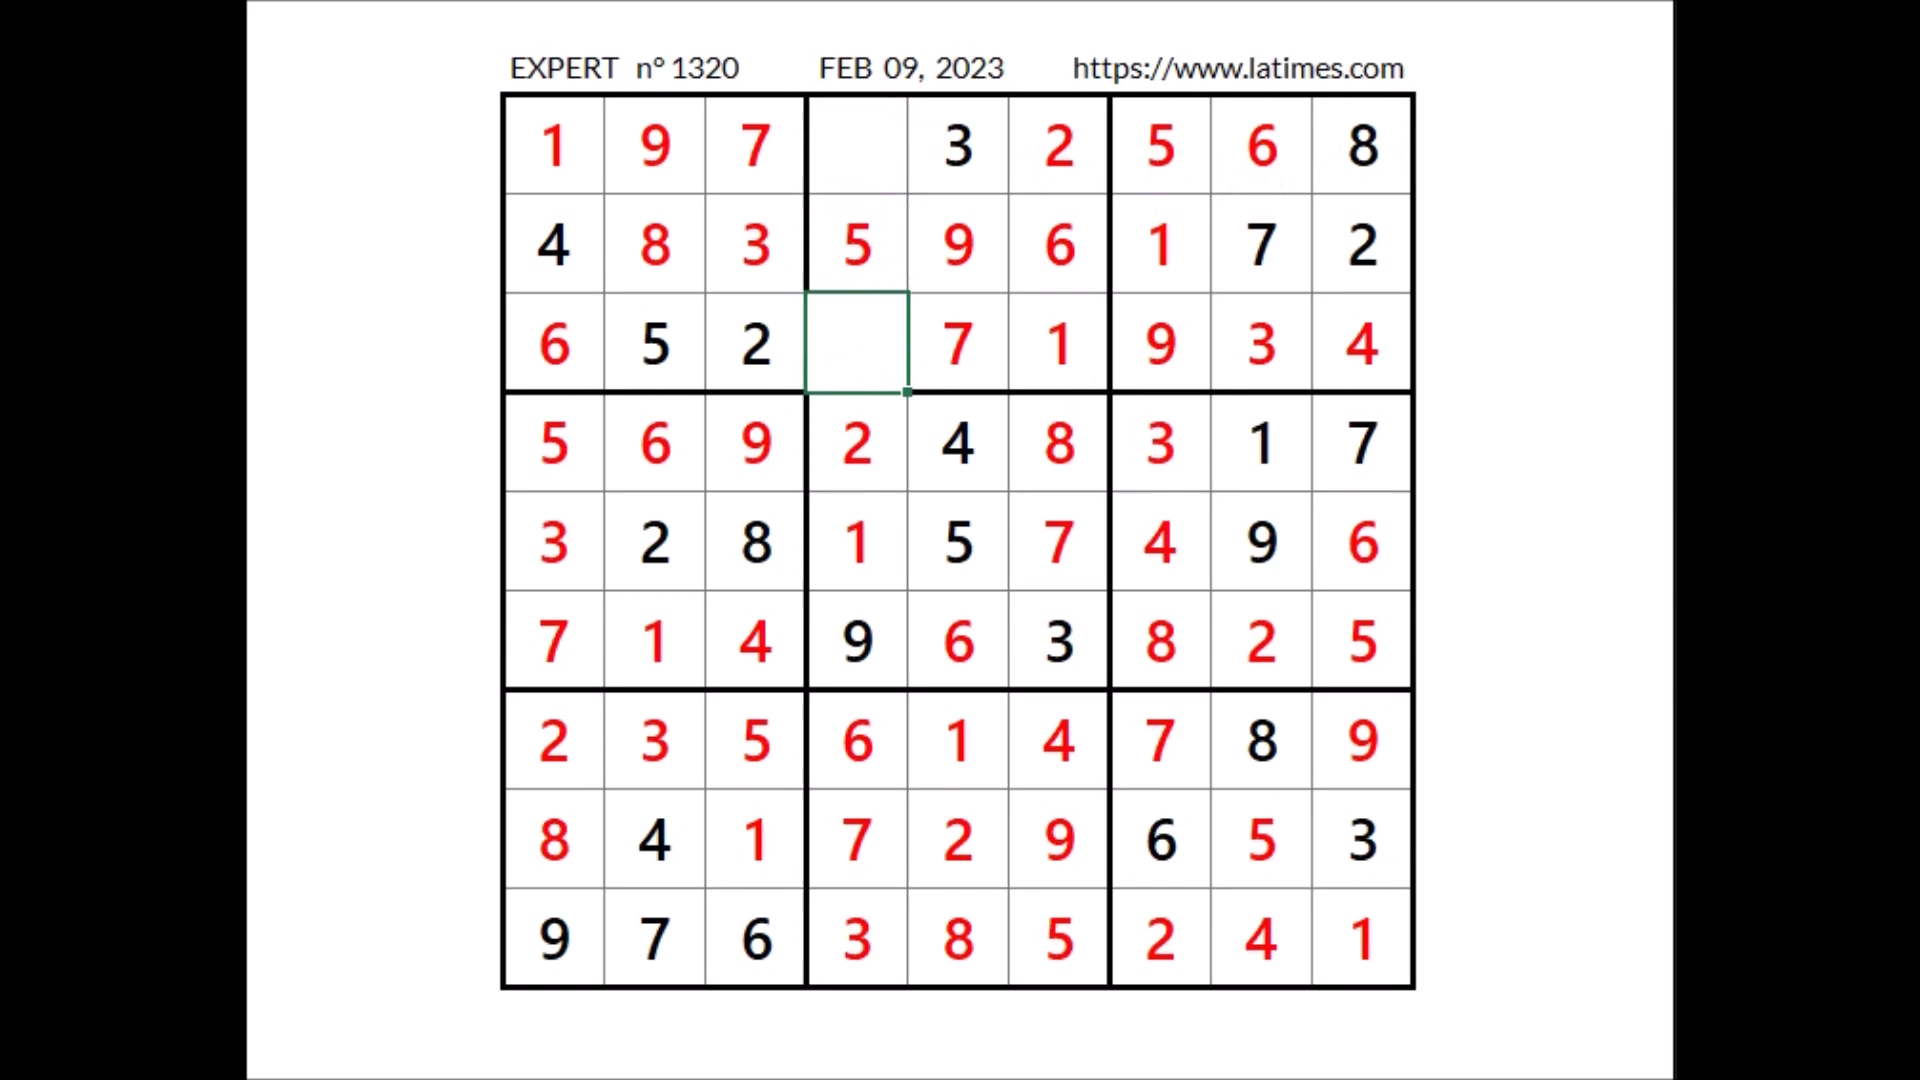 EXPERT n° 1320 FEB 09, 2023 https://www.latimes.com
1 9 7 3 2 5 6 8
4 8 3 5 9 6 1 7 2
6 5 2 7 1 9 3 4
5 6 9 2 4 8 3 1 7
3 2 8 1 5 7 4 9 6
7 1 4 9 6 3 8 2 5
2 3 5 6 1 4 7 8 9
8 4 1 7 2 9 6 5 3
9 7 6 3 8 5 2 4 1